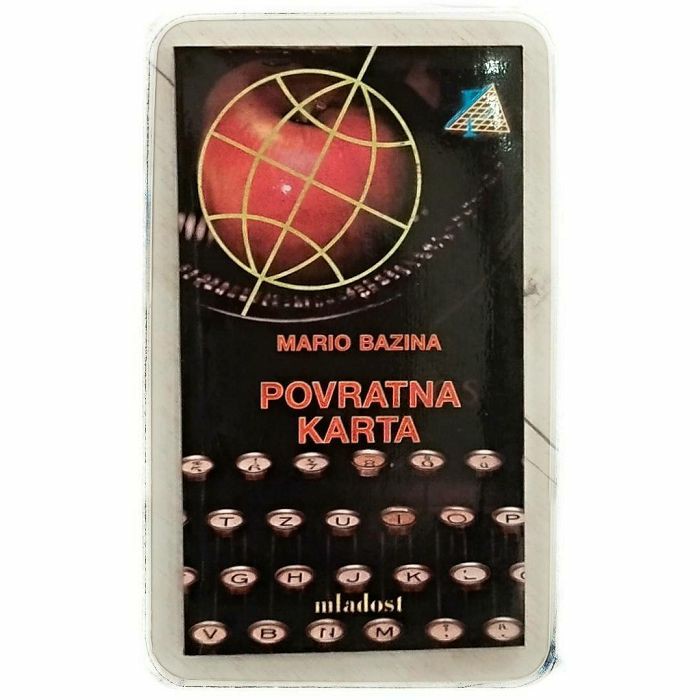 MARIO BAZINA
POVRATNA
KARTA
T Z U I O P
G H J K L
mladost
V B N M